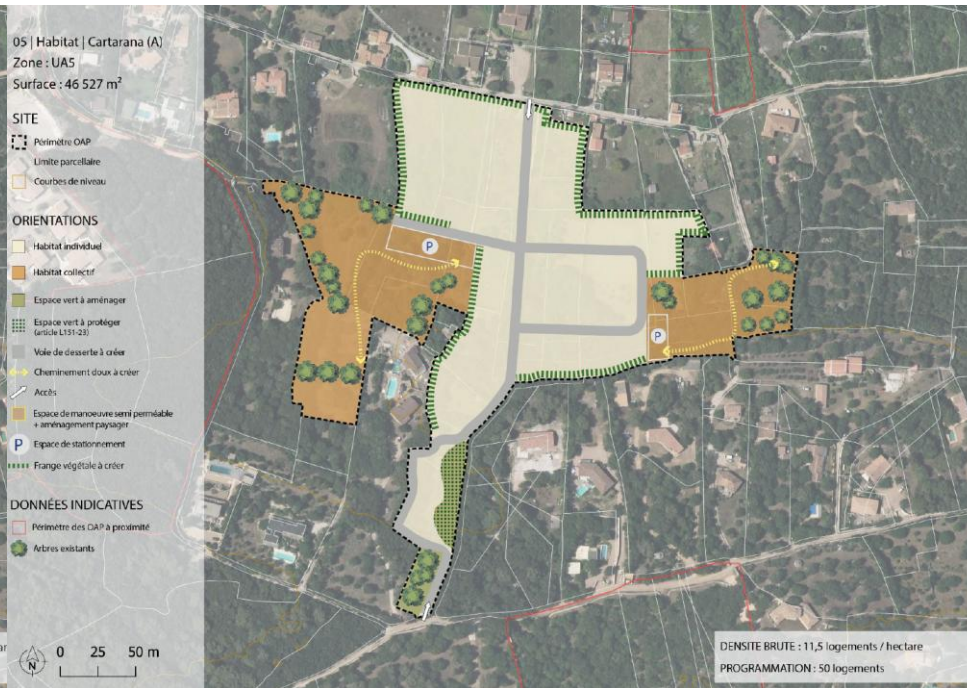 05 | Habitat | Cartarana (A)
Zone : UA5
Surface : 46 527 m²
SITE
Périmètre OAP
Limite parcellaire
Courbes de niveau
ORIENTATIONS
Habitat individuel
Habitat collectif
Espace vert à aménager
Espace vert à protéger
(article L151-23)
Voie de desserte à créer
Cheminement doux à créer
Accès
Espace de manoeuvre semi perméable
+ aménagement paysager
P Espace de stationnement
Frange végétale à créer
DONNÉES INDICATIVES
Périmètre des OAP à proximité
Arbres existants
N
0 25 50 m
P
P
DENSITE BRUTE : 11,5 logements / hectare
PROGRAMMATION : 50 logements